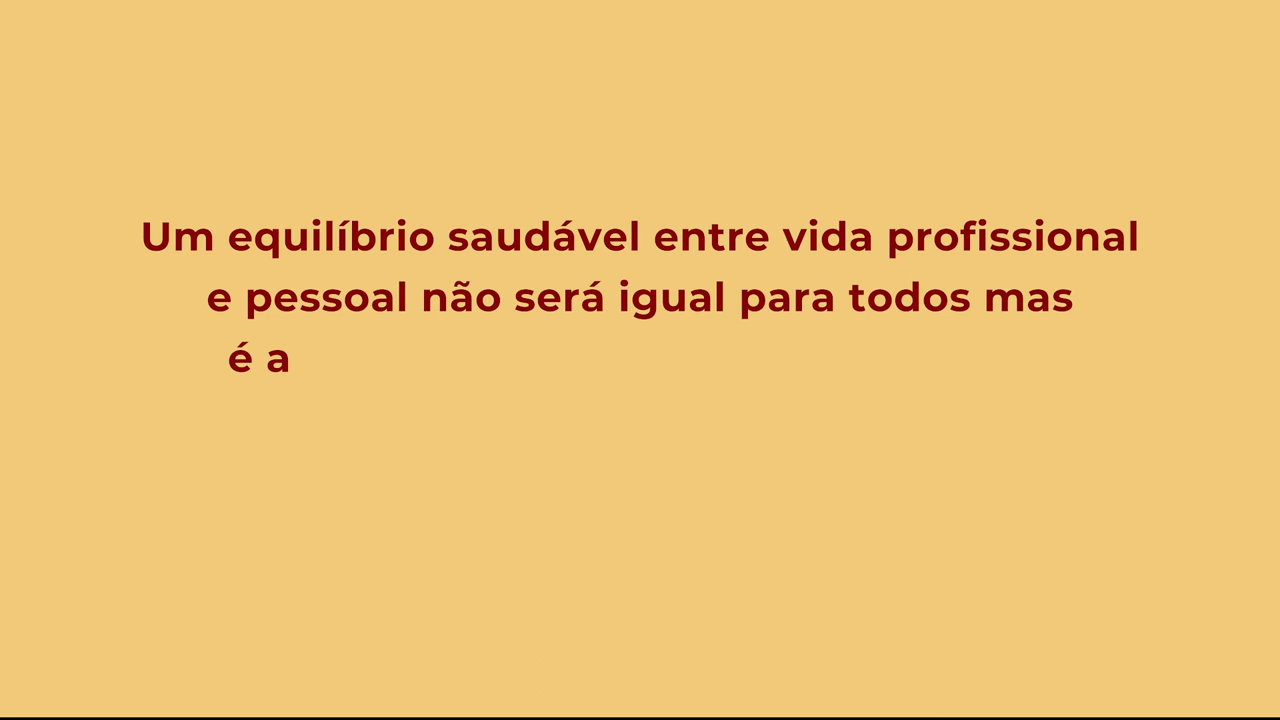 Um equilíbrio saudável entre vida profissional
e pessoal não será igual para todos mas
é a